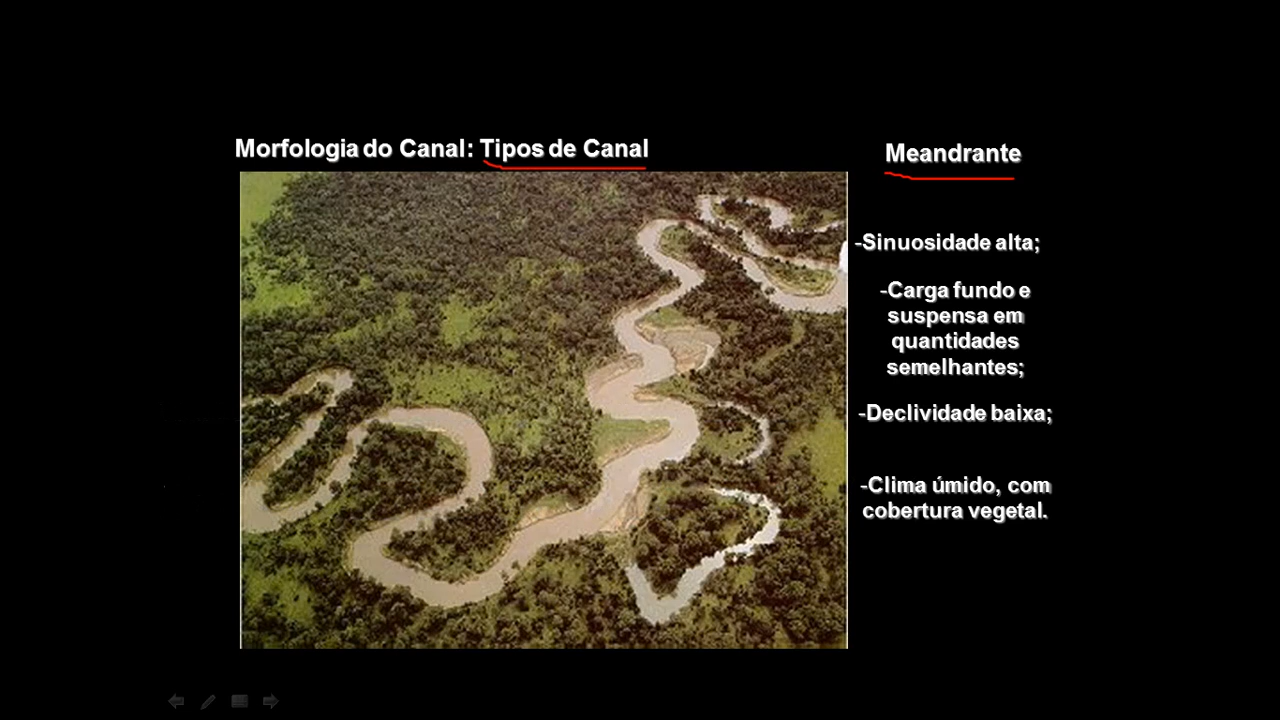 Morfologia do Canal: Tipos de Canal
Meandrante
-Sinuosidade alta;
-Carga fundo e
suspensa em
quantidades
semelhantes;
-Declividade baixa;
-Clima úmido, com
cobertura vegetal.